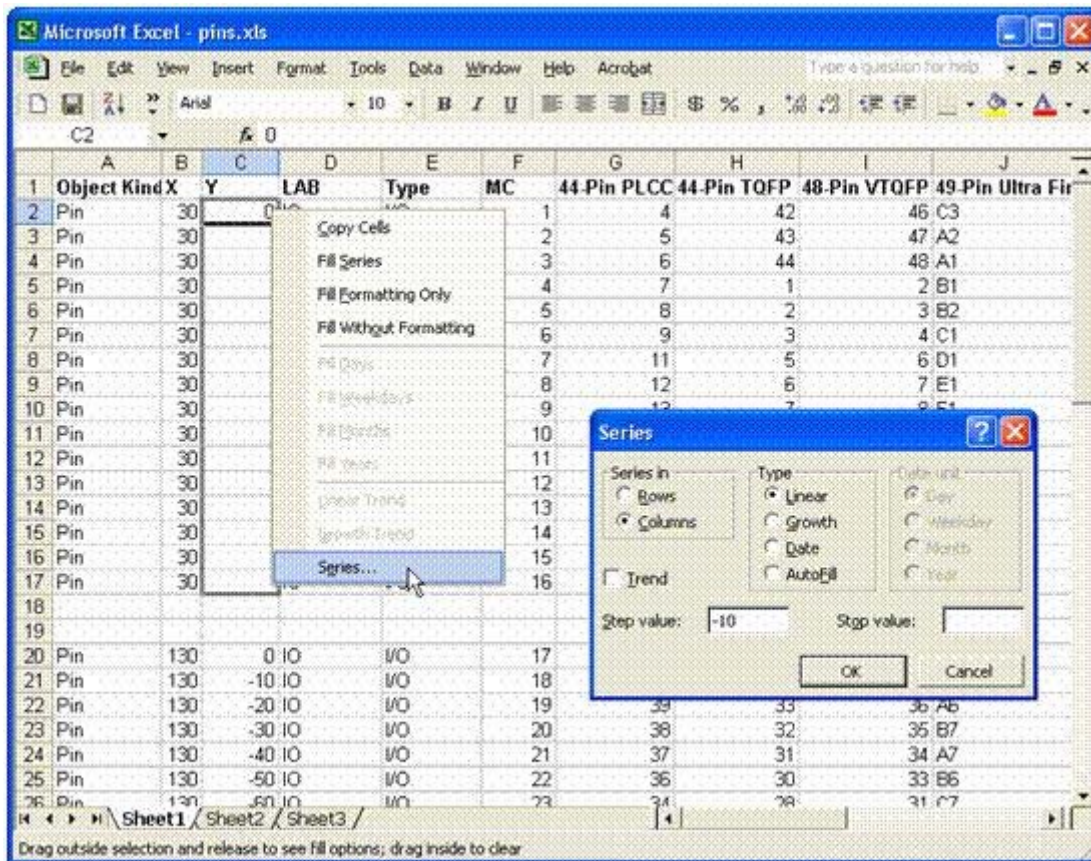 Microsoft Excel - pins.xls
File Edit View Insert Format Tools Data Window Help Acrobat Type a question for help
Arial 10 B I U $ % ,
C2 fx 0
A B C D E F G H I J
1 Object Kind X Y LAB Type MC 44-Pin PLCC 44-Pin TQFP 48-Pin VTQFP 49-Pin Ultra Fin
2 Pin 30 0 1 4 42 46 C3
3 Pin 30 2 5 43 47 A2
4 Pin 30 3 6 44 48 A1
5 Pin 30 4 7 1 2 B1
6 Pin 30 5 8 2 3 B2
7 Pin 30 6 9 3 4 C1
8 Pin 30 7 11 5 6 D1
9 Pin 30 8 12 6 7 E1
10 Pin 30 9
11 Pin 30 10
12 Pin 30 11
13 Pin 30 12
14 Pin 30 13
15 Pin 30 14
16 Pin 30 15
17 Pin 30 16
18
19
20 Pin 130 0 IO I/O 17
21 Pin 130 -10 IO I/O 18
22 Pin 130 -20 IO I/O 19 39 33 36 A6
23 Pin 130 -30 IO I/O 20 38 32 35 B7
24 Pin 130 -40 IO I/O 21 37 31 34 A7
25 Pin 130 -50 IO I/O 22 36 30 33 B6
26 Pin 130 -60 IO I/O 23 34 28 31 C7
Copy Cells
Fill Series
Fill Formatting Only
Fill Without Formatting
Fill Days
Fill Weekdays
Fill Months
Fill Years
Linear Trend
Growth Trend
Series...
Series
Series in
Rows
Columns
Trend
Type
Linear
Growth
Date
AutoFill
Date unit
Day
Weekday
Month
Year
Step value: -10
Stop value:
OK Cancel
Sheet1 / Sheet2 / Sheet3 /
Drag outside selection and release to see fill options; drag inside to clear